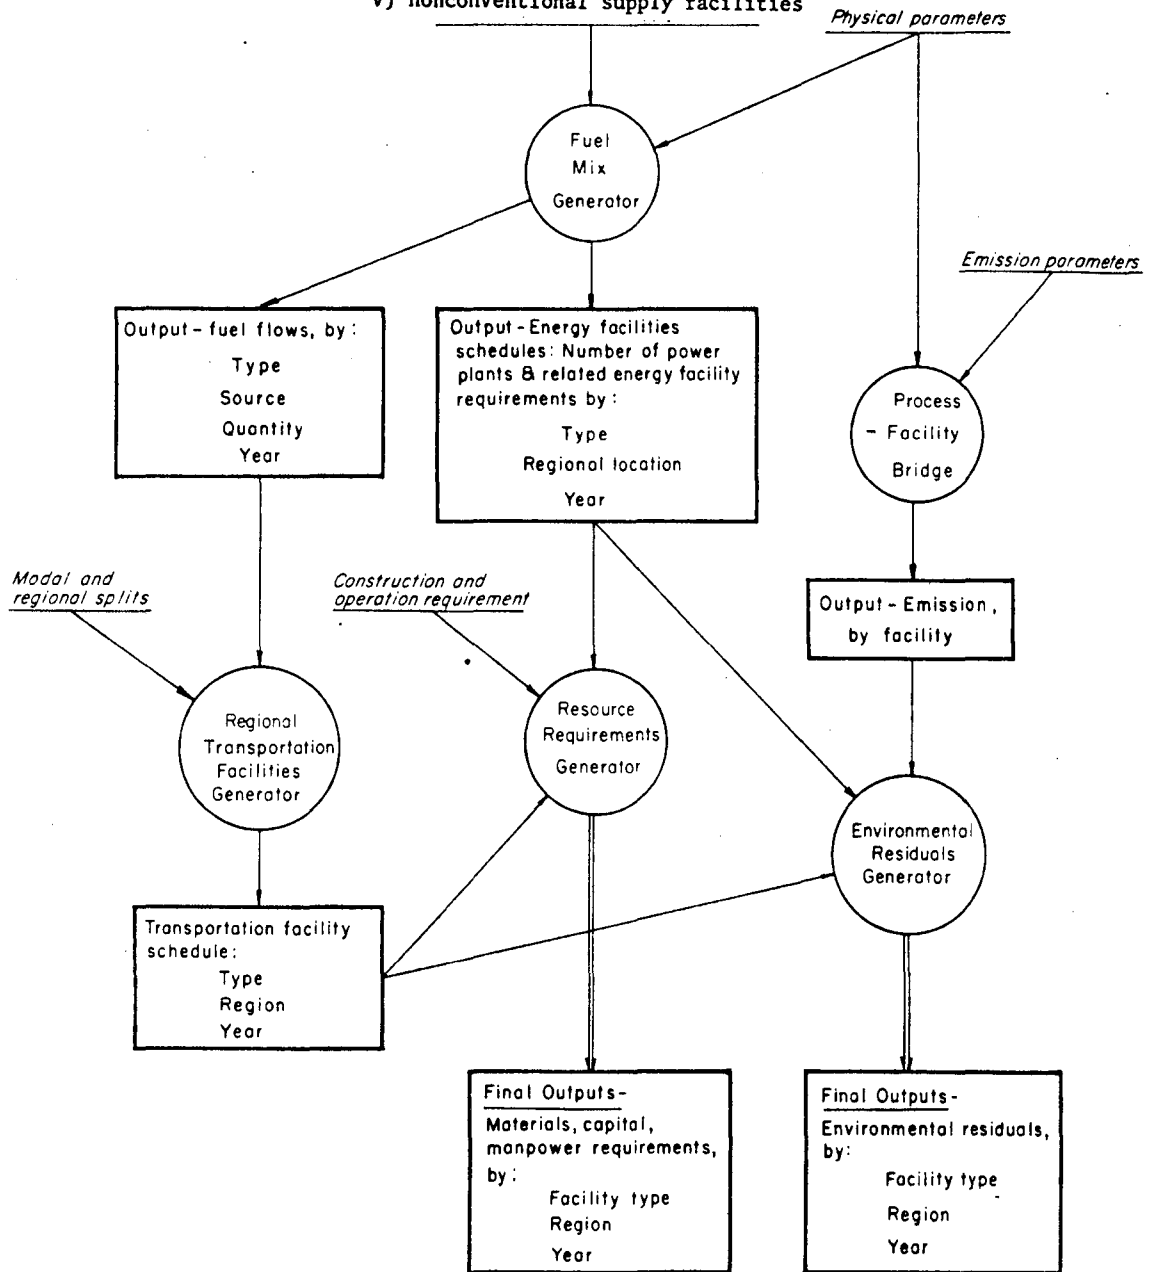 v) nonconventional supply facilities
Physical parameters
Fuel
Mix
Generator
Emission parameters
Output - fuel flows, by:
Type
Source
Quantity
Year
Output - Energy facilities
schedules: Number of power
plants & related energy facility
requirements by:
Type
Regional location
Year
Process
- Facility
Bridge
Modal and
regional splits
Construction and
operation requirement
Output - Emission,
by facility
Regional
Transportation
Facilities
Generator
Resource
Requirements
Generator
Environmental
Residuals
Generator
Transportation facility
schedule:
Type
Region
Year
Final Outputs -
Materials, capital,
manpower requirements,
by:
Facility type
Region
Year
Final Outputs -
Environmental residuals,
by:
Facility type
Region
Year